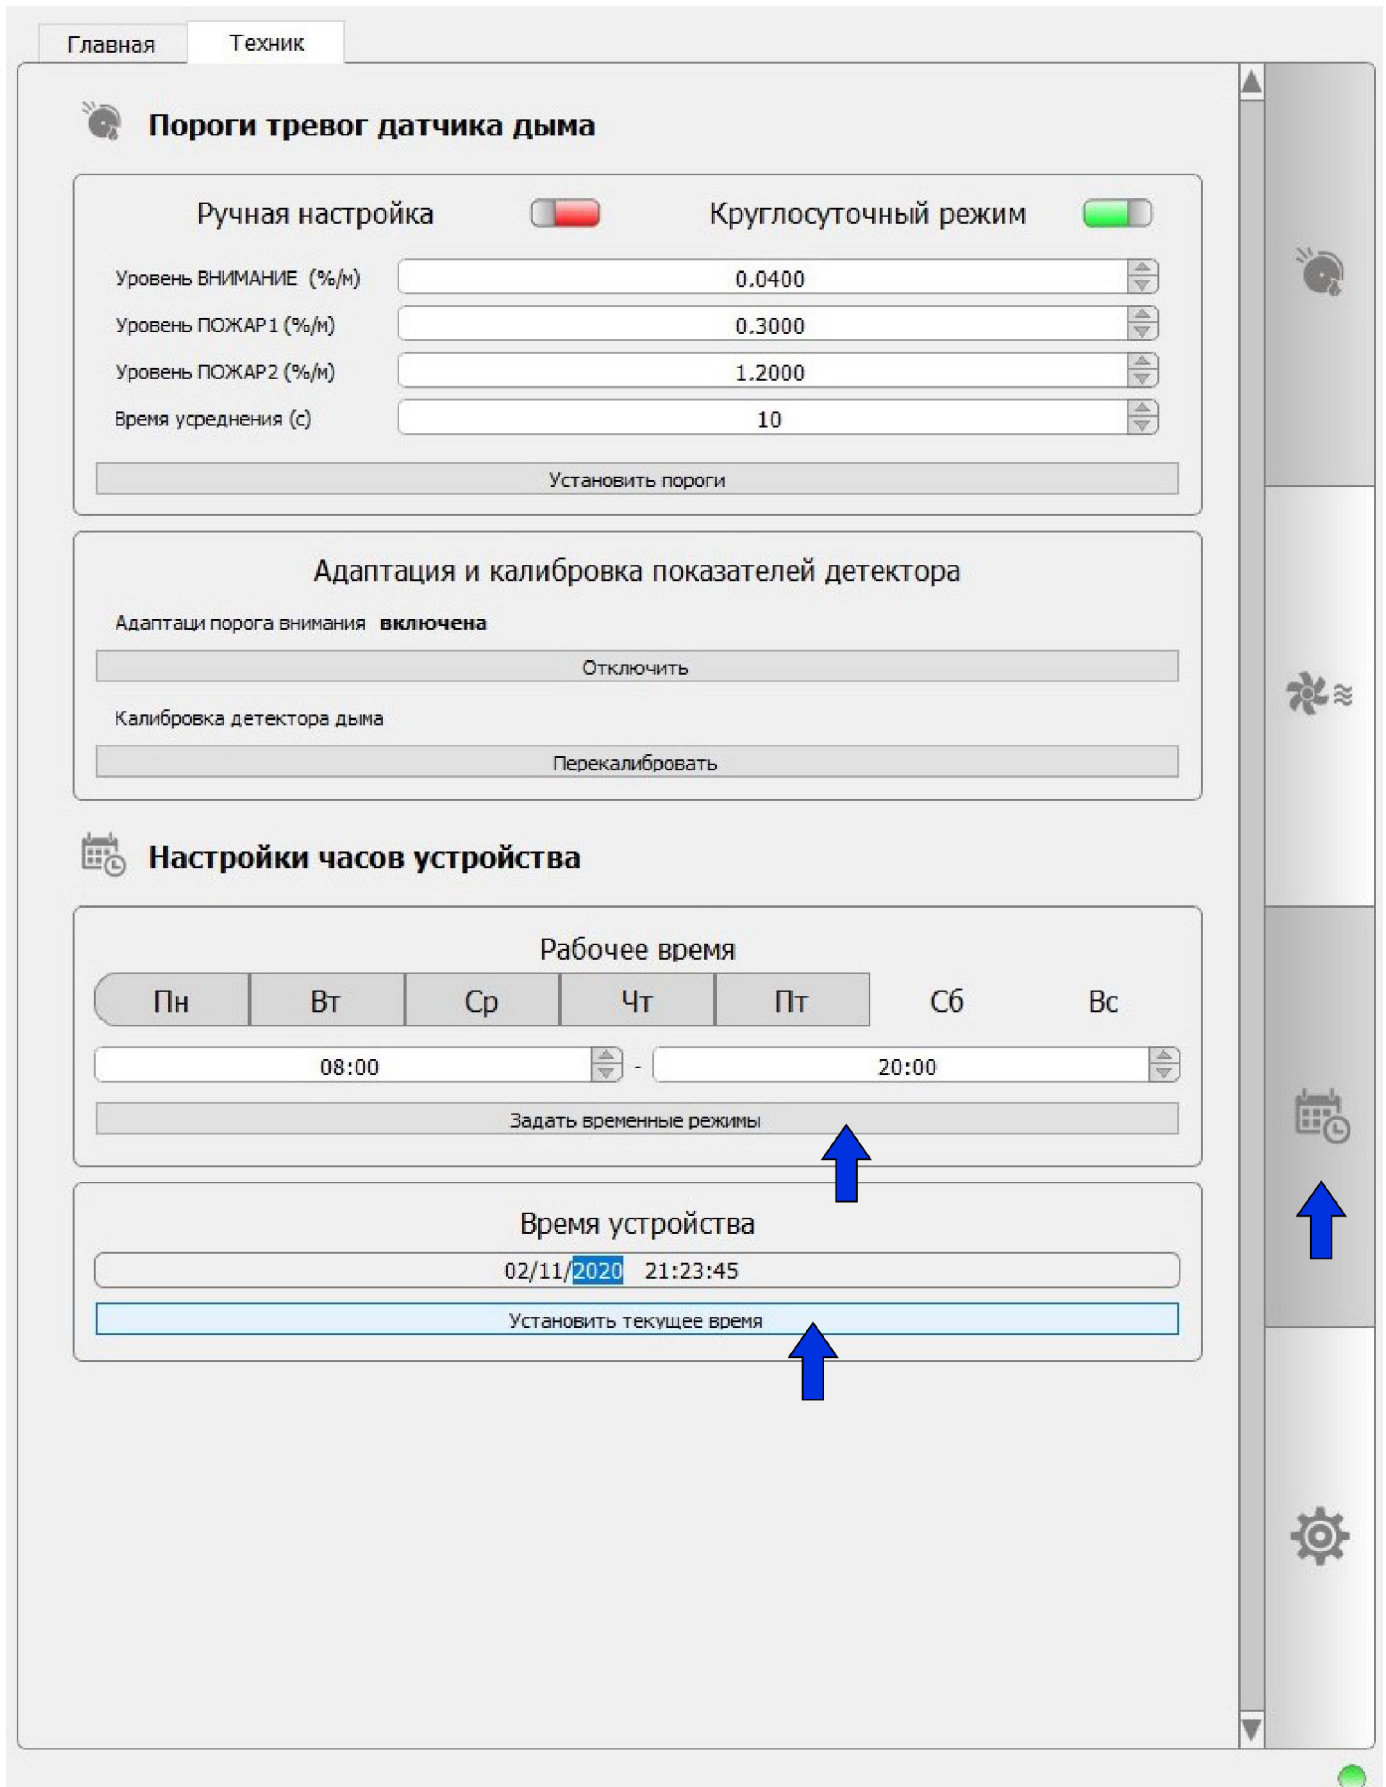 Главная Техник
Пороги тревог датчика дыма
Ручная настройка Круглосуточный режим
Уровень ВНИМАНИЕ (%/м) 0.0400
Уровень ПОЖАР1 (%/м) 0.3000
Уровень ПОЖАР2 (%/м) 1.2000
Время усреднения (с) 10
Установить пороги
Адаптация и калибровка показателей детектора
Адаптаци порога внимания включена
Отключить
Калибровка детектора дыма
Перекалибровать
Настройки часов устройства
Рабочее время
Пн Вт Ср Чт Пт Сб Вс
08:00 - 20:00
Задать временные режимы
Время устройства
02/11/2020 21:23:45
Установить текущее время